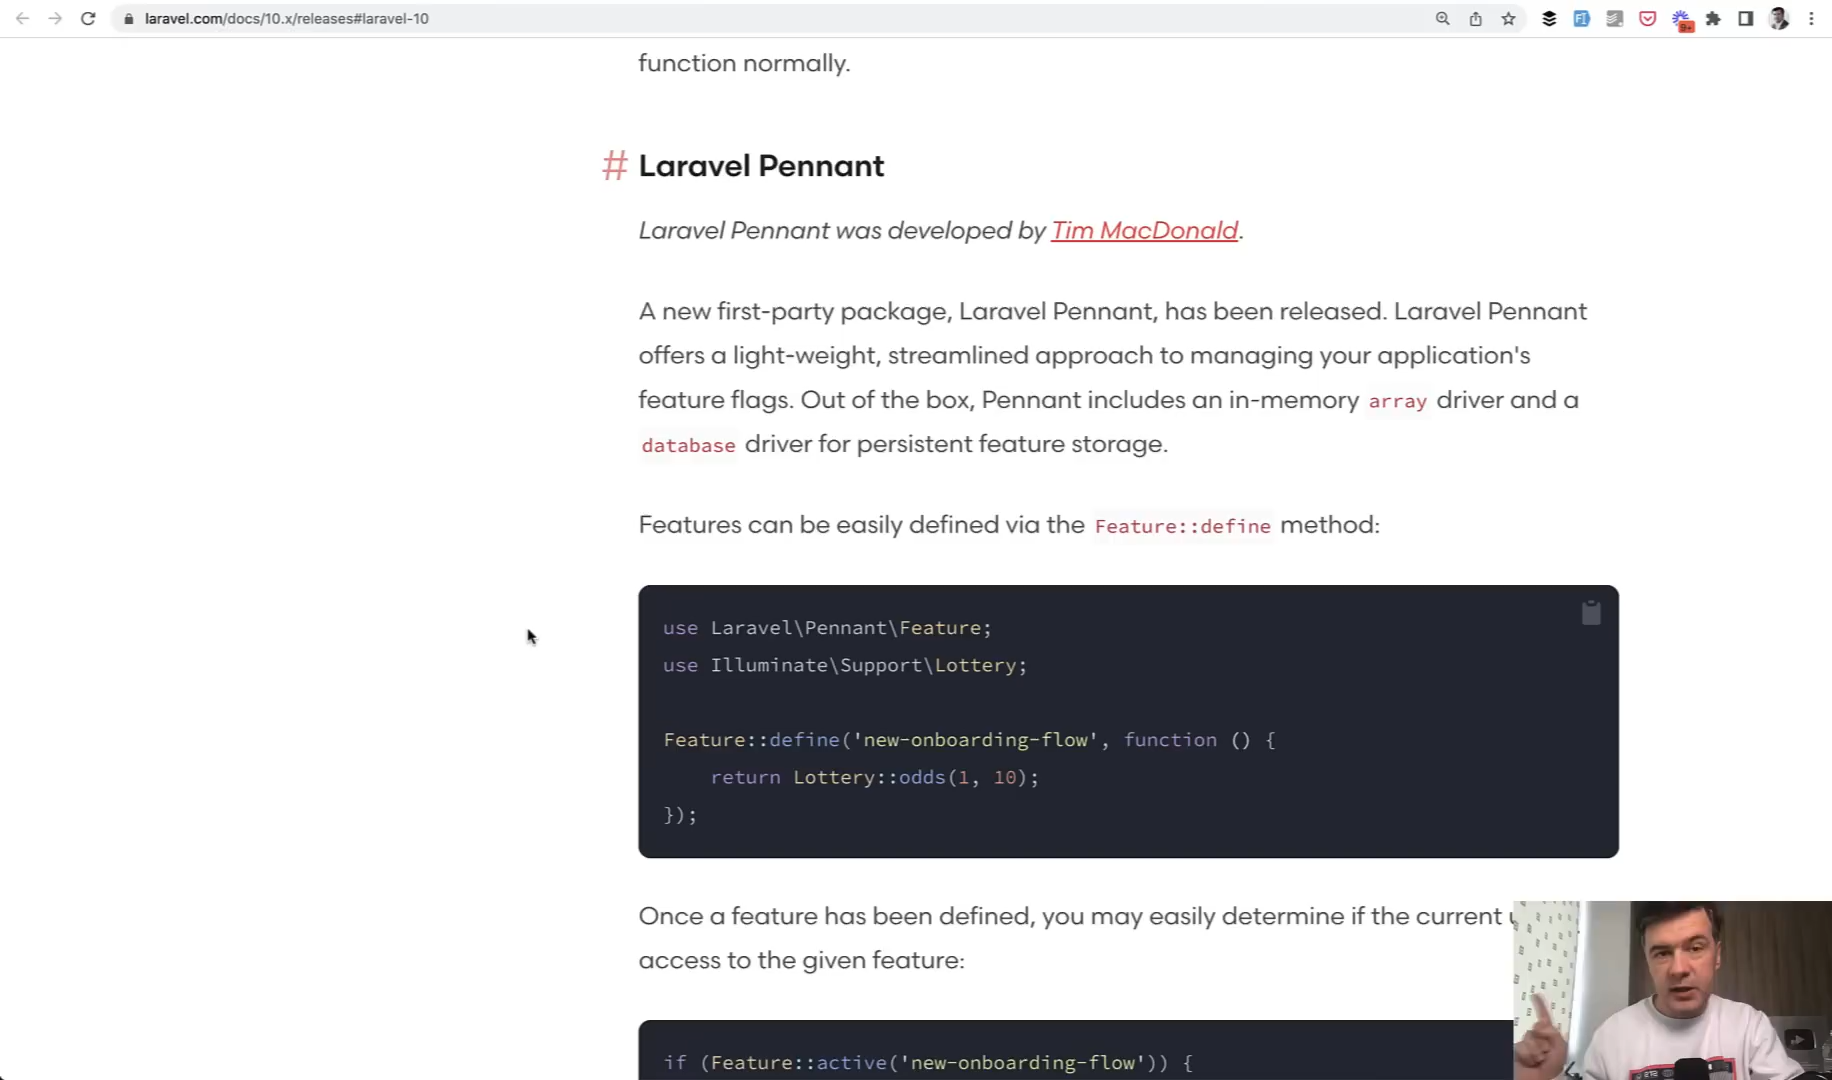 laravel.com/docs/10.x/releases#laravel-10
9+
function normally.
# Laravel Pennant
Laravel Pennant was developed by Tim MacDonald.
A new first-party package, Laravel Pennant, has been released. Laravel Pennant
offers a light-weight, streamlined approach to managing your application's
feature flags. Out of the box, Pennant includes an in-memory array driver and a
database driver for persistent feature storage.
Features can be easily defined via the Feature::define method:
use Laravel\Pennant\Feature;
use Illuminate\Support\Lottery;
Feature::define('new-onboarding-flow', function () {
    return Lottery::odds(1, 10);
});
Once a feature has been defined, you may easily determine if the current
access to the given feature:
if (Feature::active('new-onboarding-flow')) {